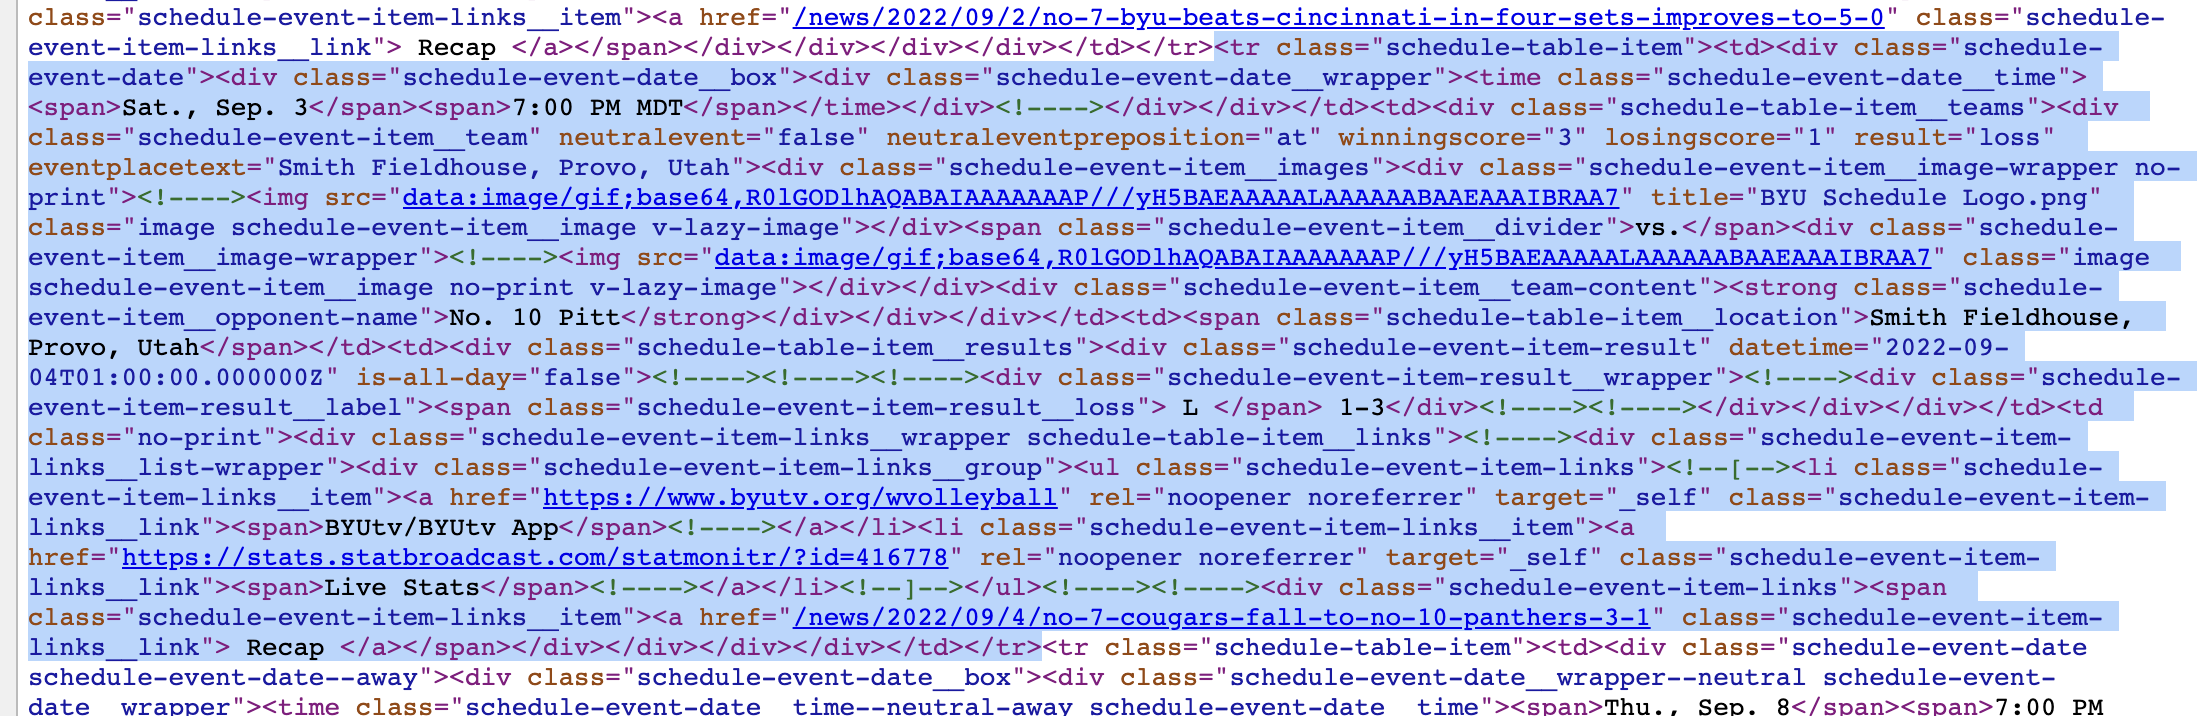 class="schedule-event-item-links__item"><a href="/news/2022/09/2/no-7-byu-beats-cincinnati-in-four-sets-improves-to-5-0" class="schedule-
event-item-links__link"> Recap </a></span></div></div></div></div></td></tr><tr class="schedule-table-item"><td><div class="schedule-
event-date"><div class="schedule-event-date__box"><div class="schedule-event-date__wrapper"><time class="schedule-event-date__time">
<span>Sat., Sep. 3</span><span>7:00 PM MDT</span></time></div><!----></div></div></td><td><div class="schedule-table-item__teams"><div
class="schedule-event-item__team" neutralevent="false" neutraleventpreposition="at" winningscore="3" losingscore="1" result="loss"
eventplacetext="Smith Fieldhouse, Provo, Utah"><div class="schedule-event-item__images"><div class="schedule-event-item__image-wrapper no-
print"><!----><img src="data:image/gif;base64,R0lGODlhAQABAIAAAAAAAP///yH5BAEAAAAALAAAAAABAAEAAAIBRAA7" title="BYU Schedule Logo.png"
class="image schedule-event-item__image v-lazy-image"></div><span class="schedule-event-item__divider">vs.</span><div class="schedule-
event-item__image-wrapper"><!----><img src="data:image/gif;base64,R0lGODlhAQABAIAAAAAAAP///yH5BAEAAAAALAAAAAABAAEAAAIBRAA7" class="image
schedule-event-item__image no-print v-lazy-image"></div></div><div class="schedule-event-item__team-content"><strong class="schedule-
event-item__opponent-name">No. 10 Pitt</strong></div></div></div></td><td><span class="schedule-table-item__location">Smith Fieldhouse,
Provo, Utah</span></td><td><div class="schedule-table-item__results"><div class="schedule-event-item-result" datetime="2022-09-
04T01:00:00.000000Z" is-all-day="false"><!----><!----><!----><div class="schedule-event-item-result__wrapper"><!----><div class="schedule-
event-item-result__label"><span class="schedule-event-item-result__loss"> L </span> 1-3</div><!----><!----></div></div></div></td><td
class="no-print"><div class="schedule-event-item-links__wrapper schedule-table-item__links"><!----><div class="schedule-event-item-
links__list-wrapper"><div class="schedule-event-item-links__group"><ul class="schedule-event-item-links"><!--[--><li class="schedule-
event-item-links__item"><a href="https://www.byutv.org/wvolleyball" rel="noopener noreferrer" target="_self" class="schedule-event-item-
links__link"><span>BYUtv/BYUtv App</span><!----></a></li><li class="schedule-event-item-links__item"><a
href="https://stats.statbroadcast.com/statmonitr/?id=416778" rel="noopener noreferrer" target="_self" class="schedule-event-item-
links__link"><span>Live Stats</span><!----></a></li><!--]--></ul><!----><!----><div class="schedule-event-item-links"><span
class="schedule-event-item-links__item"><a href="/news/2022/09/4/no-7-cougars-fall-to-no-10-panthers-3-1" class="schedule-event-item-
links__link"> Recap </a></span></div></div></div></div></td></tr><tr class="schedule-table-item"><td><div class="schedule-event-date
schedule-event-date--away"><div class="schedule-event-date__box"><div class="schedule-event-date__wrapper--neutral schedule-event-
date__wrapper"><time class="schedule-event-date__time--neutral-away schedule-event-date__time"><span>Thu., Sep. 8</span><span>7:00 PM